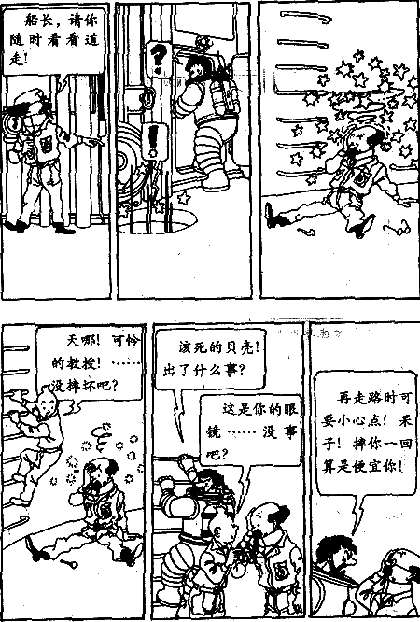 船长，请你
随时看看道
走！
?
!
天哪！可怜
的教授！……
没摔坏吧？
该死的贝壳！
出了什么事？
这是你的眼
镜……没事
吧？
再走路时可
要小心点！呆
子！摔你一回
算是便宜你！